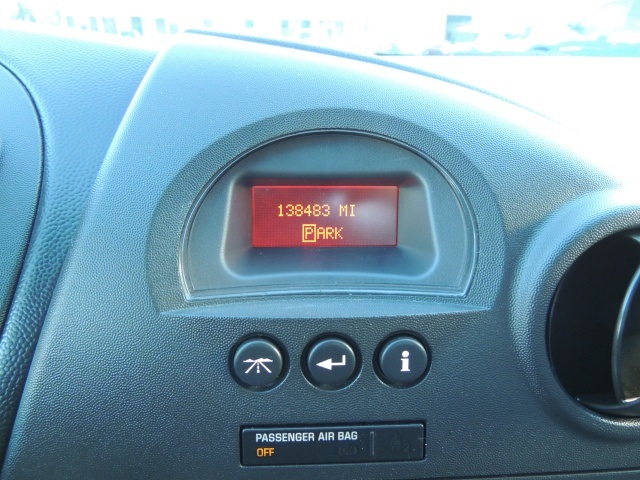 138483 MI
PARK
i
PASSENGER AIR BAG
OFF